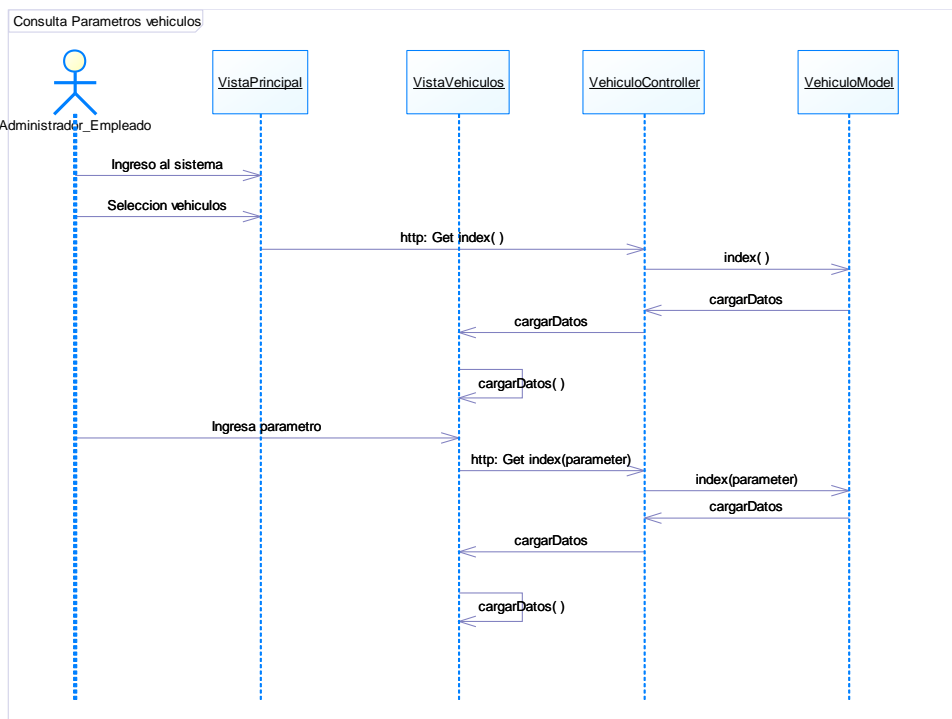 Consulta Parametros vehiculos
VistaPrincipal
VistaVehiculos
VehiculoController
VehiculoModel
Administrador_Empleado
Ingreso al sistema
Seleccion vehiculos
http: Get index( )
index( )
cargarDatos
cargarDatos
cargarDatos( )
Ingresa parametro
http: Get index(parameter)
index(parameter)
cargarDatos
cargarDatos
cargarDatos( )